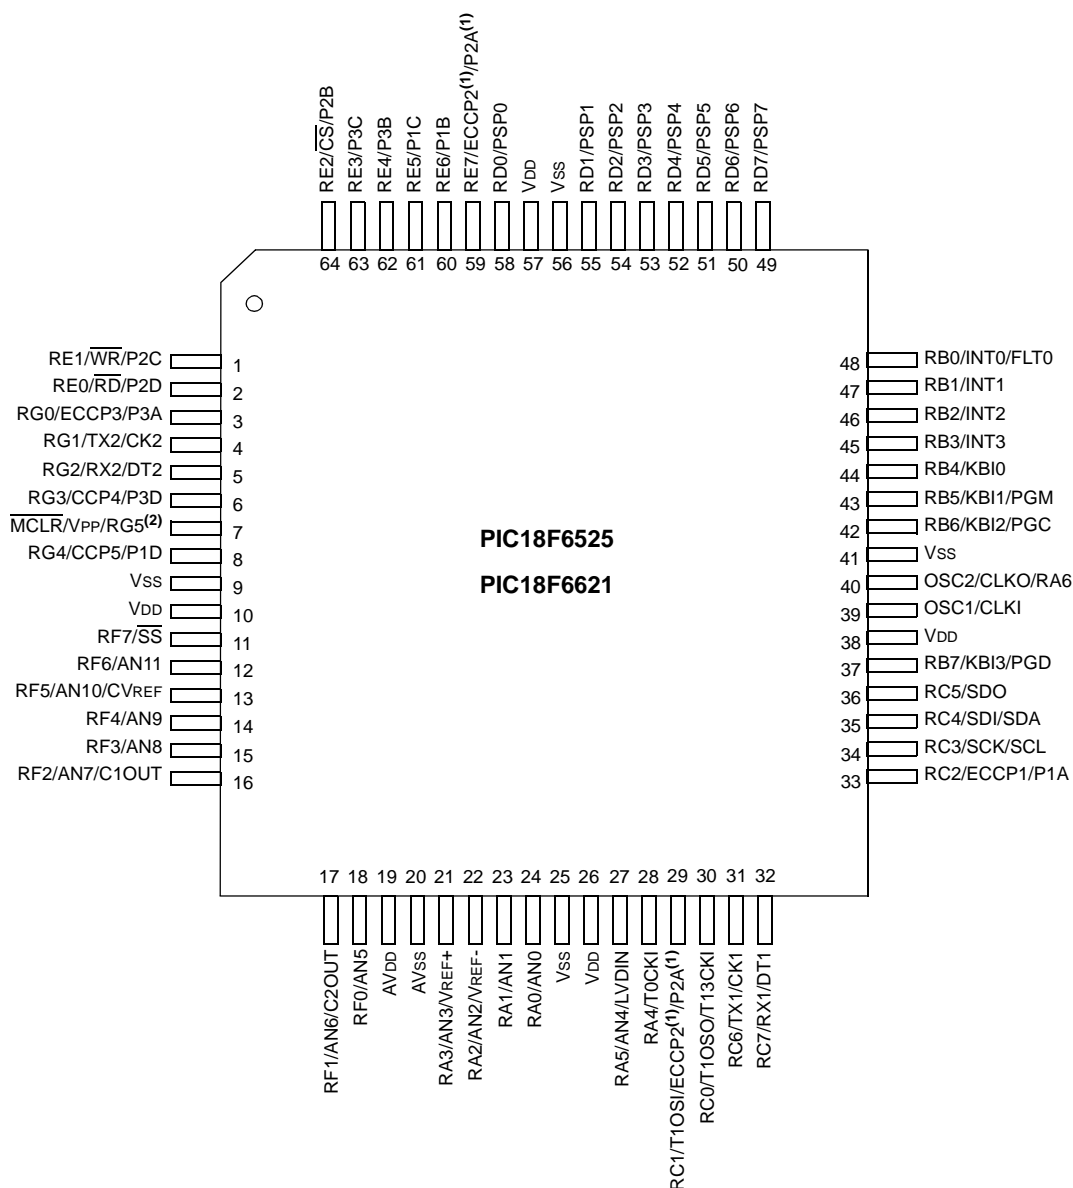 RE2/CS/P2B
RE3/P3C
RE4/P3B
RE5/P1C
RE6/P1B
RE7/ECCP2(1)/P2A(1)
RD0/PSP0
VDD
VSS
RD1/PSP1
RD2/PSP2
RD3/PSP3
RD4/PSP4
RD5/PSP5
RD6/PSP6
RD7/PSP7
64 63 62 61 60 59 58 57 56 55 54 53 52 51 50 49
RE1/WR/P2C 1
RE0/RD/P2D 2
RG0/ECCP3/P3A 3
RG1/TX2/CK2 4
RG2/RX2/DT2 5
RG3/CCP4/P3D 6
MCLR/VPP/RG5(2) 7
RG4/CCP5/P1D 8
VSS 9
VDD 10
RF7/SS 11
RF6/AN11 12
RF5/AN10/CVREF 13
RF4/AN9 14
RF3/AN8 15
RF2/AN7/C1OUT 16
PIC18F6525
PIC18F6621
48 RB0/INT0/FLT0
47 RB1/INT1
46 RB2/INT2
45 RB3/INT3
44 RB4/KBI0
43 RB5/KBI1/PGM
42 RB6/KBI2/PGC
41 VSS
40 OSC2/CLKO/RA6
39 OSC1/CLKI
38 VDD
37 RB7/KBI3/PGD
36 RC5/SDO
35 RC4/SDI/SDA
34 RC3/SCK/SCL
33 RC2/ECCP1/P1A
17 18 19 20 21 22 23 24 25 26 27 28 29 30 31 32
RF1/AN6/C2OUT
RF0/AN5
AVDD
AVSS
RA3/AN3/VREF+
RA2/AN2/VREF-
RA1/AN1
RA0/AN0
VSS
VDD
RA5/AN4/LVDIN
RA4/T0CKI
RC1/T1OSI/ECCP2(1)/P2A(1)
RC0/T1OSO/T13CKI
RC6/TX1/CK1
RC7/RX1/DT1